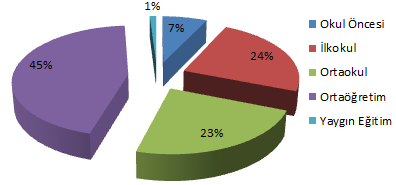 1%
7%
24%
23%
45%
Okul Öncesi
İlkokul
Ortaokul
Ortaöğretim
Yaygın Eğitim